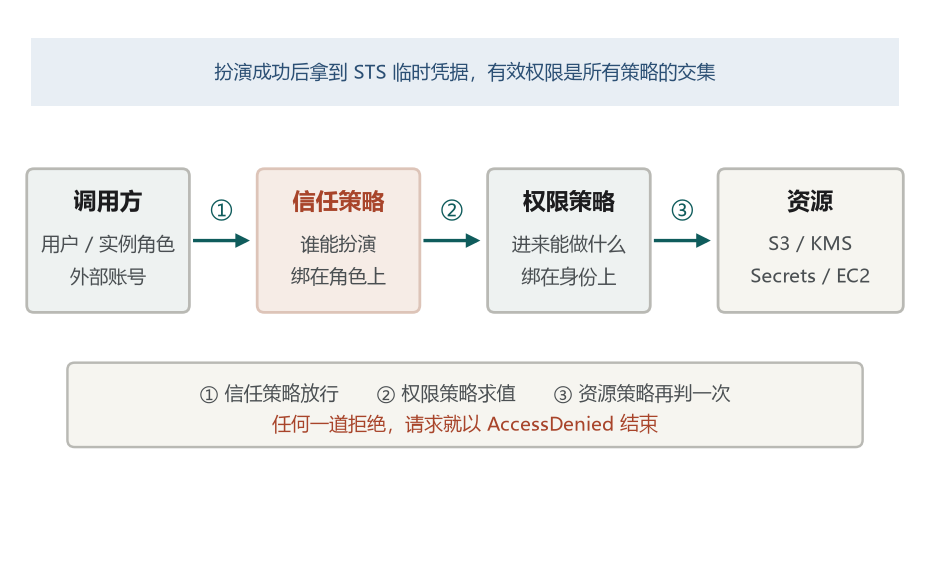 扮演成功后拿到 STS 临时凭据，有效权限是所有策略的交集
调用方
用户 / 实例角色
外部账号
①
信任策略
谁能扮演
绑在角色上
②
权限策略
进来能做什么
绑在身份上
③
资源
S3 / KMS
Secrets / EC2
① 信任策略放行 ② 权限策略求值 ③ 资源策略再判一次
任何一道拒绝，请求就以 AccessDenied 结束